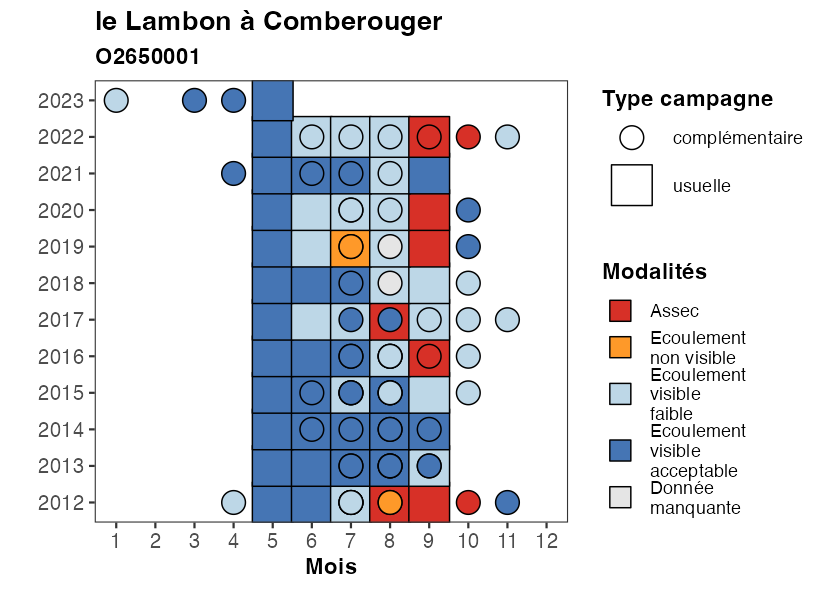 le Lambon à Comberouger
O2650001
2023
2022
2021
2020
2019
2018
2017
2016
2015
2014
2013
2012
1 2 3 4 5 6 7 8 9 10 11 12
Mois
Type campagne
complémentaire
usuelle
Modalités
Assec
Ecoulement
non visible
Ecoulement
visible
faible
Ecoulement
visible
acceptable
Donnée
manquante